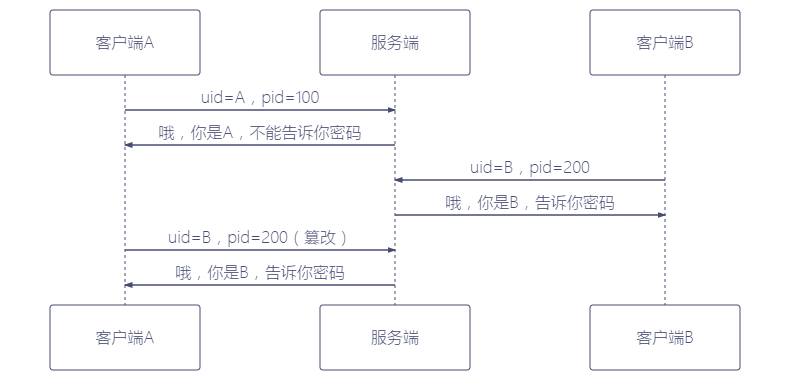 客户端A
服务端
客户端B
uid=A，pid=100
哦，你是A，不能告诉你密码
uid=B，pid=200
哦，你是B，告诉你密码
uid=B，pid=200（篡改）
哦，你是B，告诉你密码
客户端A
服务端
客户端B